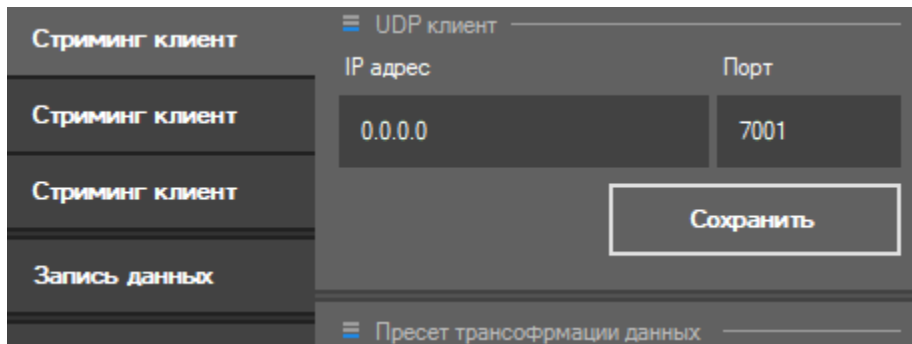 Стриминг клиент
Стриминг клиент
Стриминг клиент
Запись данных
UDP клиент
IP адрес
Порт
0.0.0.0
7001
Сохранить
Пресет трансофрмации данных